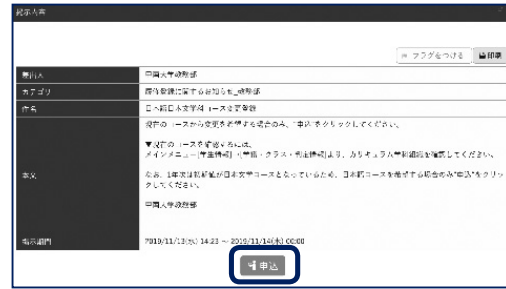 掲示内容
フラグをつける 印刷
差出人 中国大学教務部
カテゴリ 履修登録に関するお知らせ_教務部
件名 日本語日本文学科 コース変更登録
現在のコースから変更を希望する場合のみ、"申込"をクリックしてください。
▼現在のコースを確認するには、
メインメニュー[学生情報]-[学籍・クラス・判定情報]より、カリキュラム学科組織を確認してください。
本文
なお、1年次は初期値が日本文学コースとなっているため、日本語コースを希望する場合のみ"申込"をクリックしてください。
中国大学教務部
掲示期間 2019/11/13(水) 14:23 ～ 2019/11/14(木) 00:00
申込